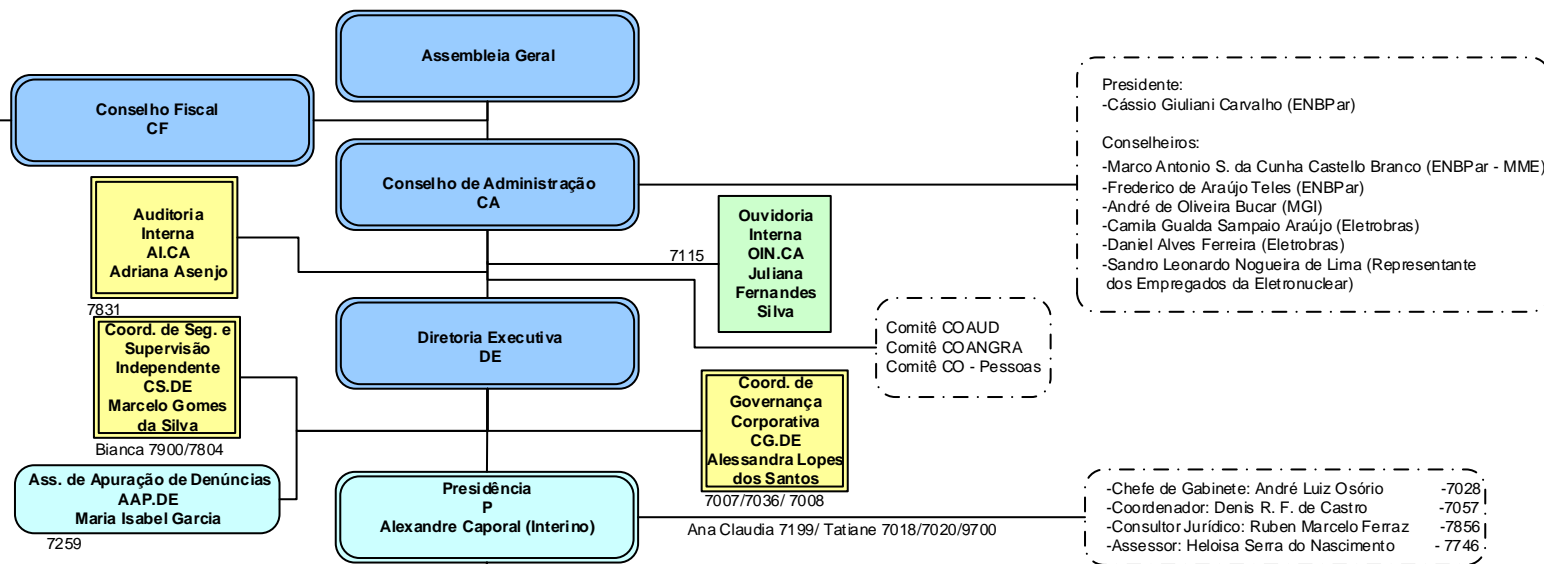 Assembleia Geral
Conselho Fiscal
CF
Conselho de Administração
CA
Presidente:
-Cássio Giuliani Carvalho (ENBPar)
Conselheiros:
-Marco Antonio S. da Cunha Castello Branco (ENBPar - MME)
-Frederico de Araújo Teles (ENBPar)
-André de Oliveira Bucar (MGI)
-Camila Gualda Sampaio Araújo (Eletrobras)
-Daniel Alves Ferreira (Eletrobras)
-Sandro Leonardo Nogueira de Lima (Representante
dos Empregados da Eletronuclear)
Auditoria
Interna
AI.CA
Adriana Asenjo
7831
7115
Ouvidoria
Interna
OIN.CA
Juliana
Fernandes
Silva
Diretoria Executiva
DE
Comitê COAUD
Comitê COANGRA
Comitê CO - Pessoas
Coord. de Seg. e
Supervisão
Independente
CS.DE
Marcelo Gomes
da Silva
Bianca 7900/7804
Coord. de
Governança
Corporativa
CG.DE
Alessandra Lopes
dos Santos
7007/7036/ 7008
Ass. de Apuração de Denúncias
AAP.DE
Maria Isabel Garcia
7259
Presidência
P
Alexandre Caporal (Interino)
Ana Claudia 7199/ Tatiane 7018/7020/9700
-Chefe de Gabinete: André Luiz Osório -7028
-Coordenador: Denis R. F. de Castro -7057
-Consultor Jurídico: Ruben Marcelo Ferraz -7856
-Assessor: Heloisa Serra do Nascimento - 7746